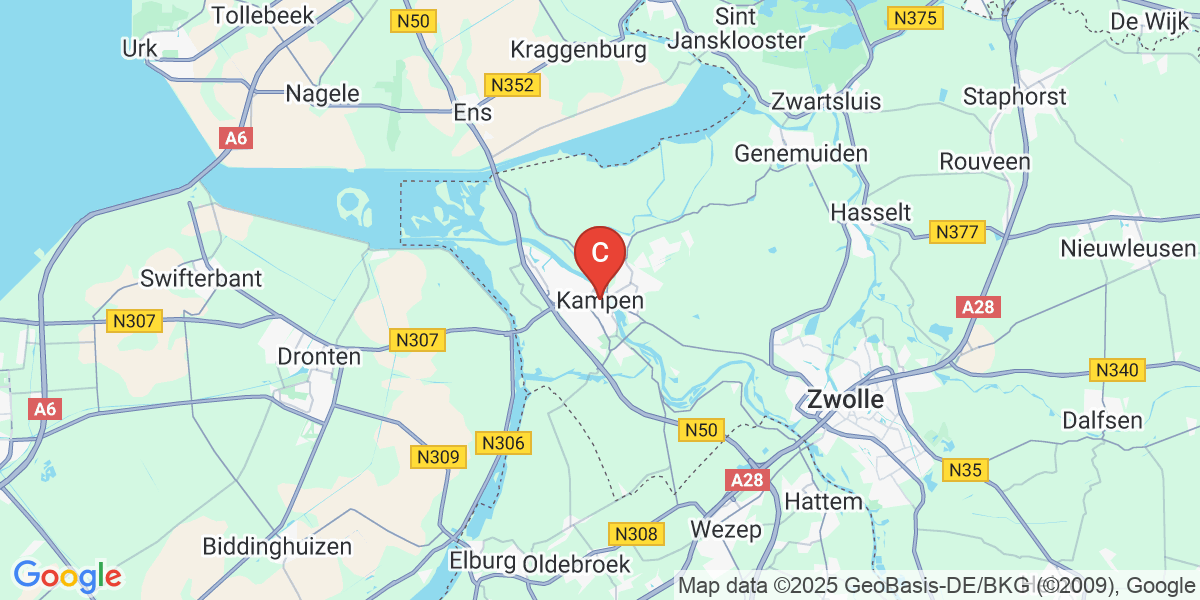 Tollebeek
N50
Sint
Jansklooster
N375
De Wijk
Urk
Kraggenburg
Nagele
N352
Ens
Zwartsluis
Staphorst
A6
Genemuiden
Rouveen
Hasselt
N377
Nieuwleusen
C
Swifterbant
Kampen
N307
N307
A28
Dronten
N340
A6
Zwolle
Dalfsen
N50
N306
N309
N35
A28
Hattem
Wezep
N308
Biddinghuizen
Elburg
Oldebroek
Google
Map data ©2025 GeoBasis-DE/BKG (©2009), Google